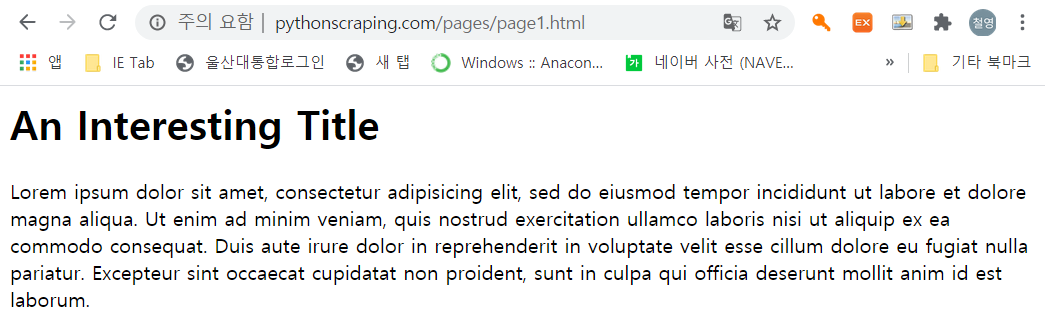 주의 요함 | pythonscraping.com/pages/page1.html EX 철영
앱 IE Tab 울산대통합로그인 새 탭 Windows :: Anacon... 가 네이버 사전 (NAVE... » 기타 북마크
An Interesting Title
Lorem ipsum dolor sit amet, consectetur adipisicing elit, sed do eiusmod tempor incididunt ut labore et dolore
magna aliqua. Ut enim ad minim veniam, quis nostrud exercitation ullamco laboris nisi ut aliquip ex ea
commodo consequat. Duis aute irure dolor in reprehenderit in voluptate velit esse cillum dolore eu fugiat nulla
pariatur. Excepteur sint occaecat cupidatat non proident, sunt in culpa qui officia deserunt mollit anim id est
laborum.